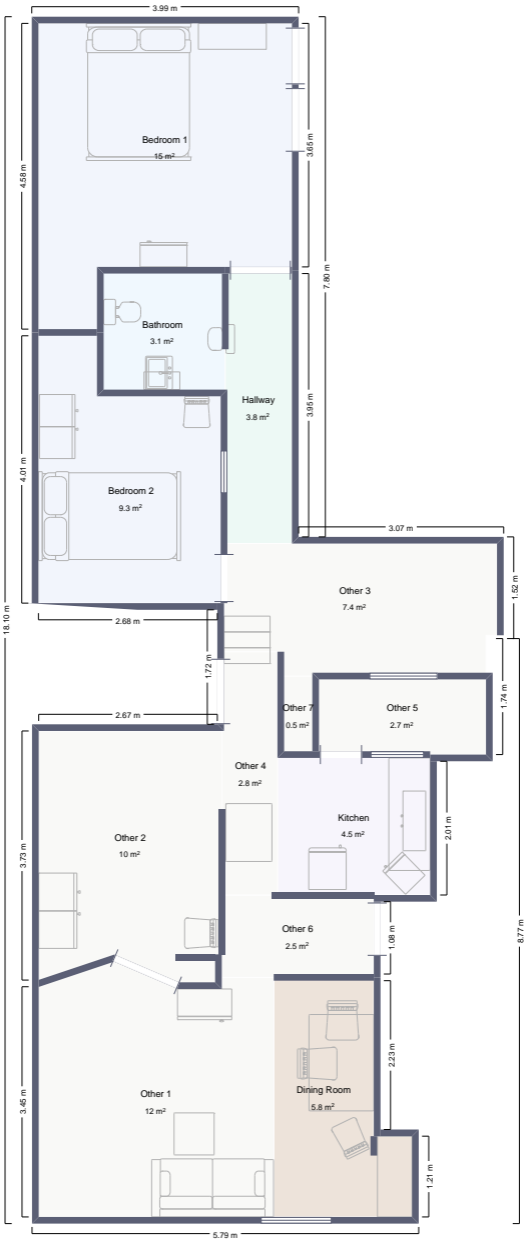 3.99 m
4.58 m
3.65 m
7.80 m
Bedroom 1
15 m²
Bathroom
3.1 m²
Hallway
3.8 m²
3.95 m
4.01 m
Bedroom 2
9.3 m²
3.07 m
Other 3
7.4 m²
1.52 m
18.10 m
2.68 m
1.72 m
1.74 m
2.67 m
Other 7
0.5 m²
Other 5
2.7 m²
Other 4
2.8 m²
Kitchen
4.5 m²
2.01 m
3.73 m
Other 2
10 m²
Other 6
2.5 m²
1.08 m
8.77 m
2.23 m
3.45 m
Other 1
12 m²
Dining Room
5.8 m²
1.21 m
5.79 m